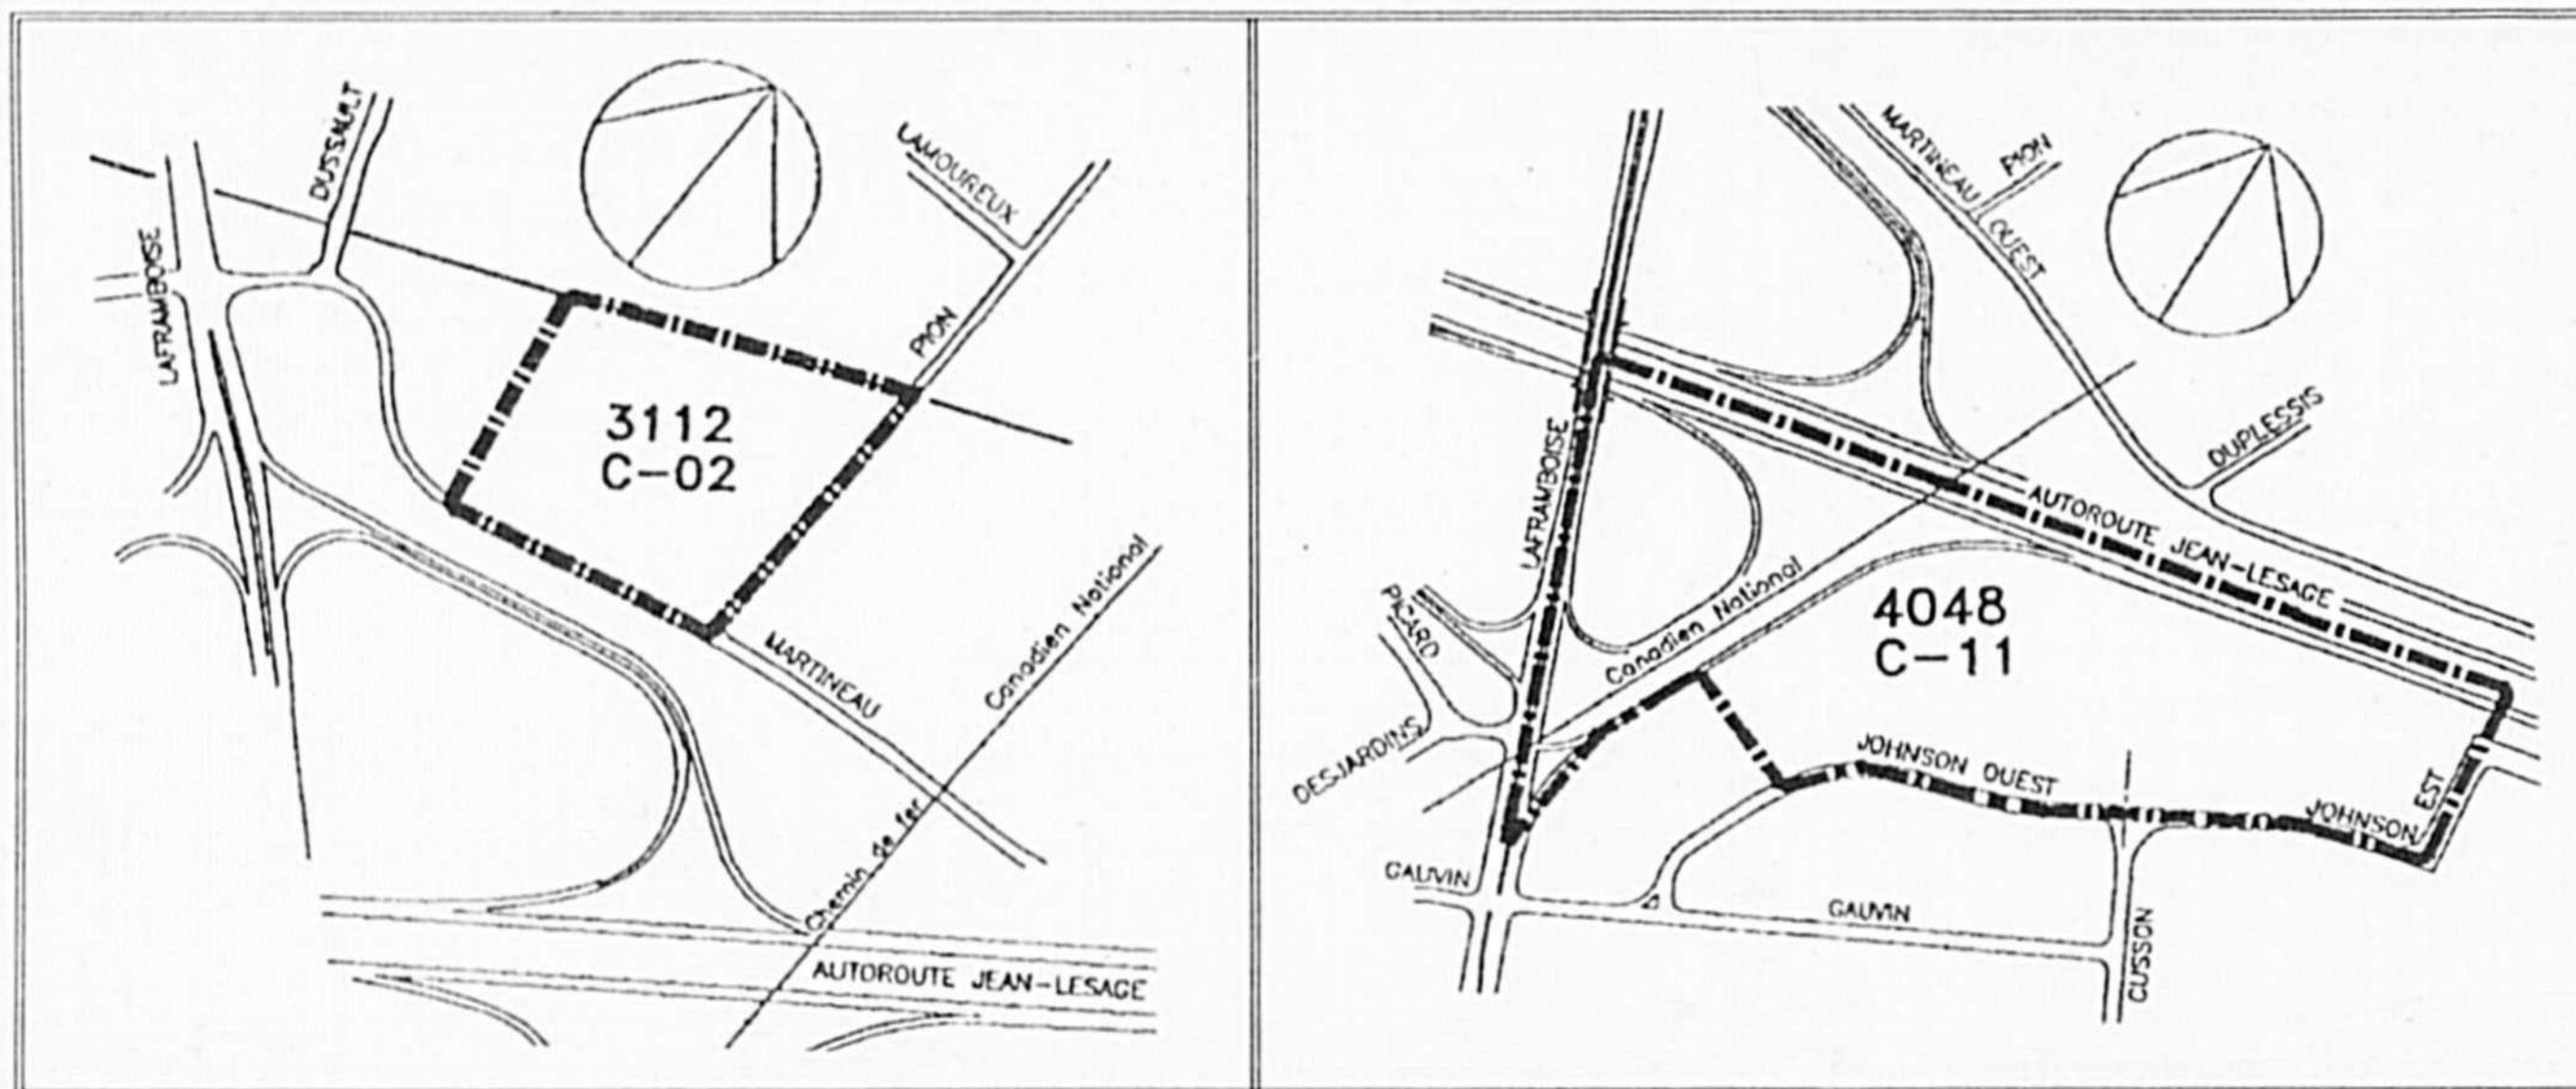 DUSSAULT
LAMOUREUX
LAFRAMBOISE
PION
3112
C-02
MARTINEAU
Canadien National
Chemin de fer
AUTOROUTE JEAN-LESAGE
MARTINEAU
OUEST
PION
DUPLESSIS
LAFRAMBOISE
AUTOROUTE JEAN-LESAGE
PICARD
Canadien National
4048
C-11
DESJARDINS
JOHNSON OUEST
JOHNSON
EST
GAUVIN
GAUVIN
CUSSON